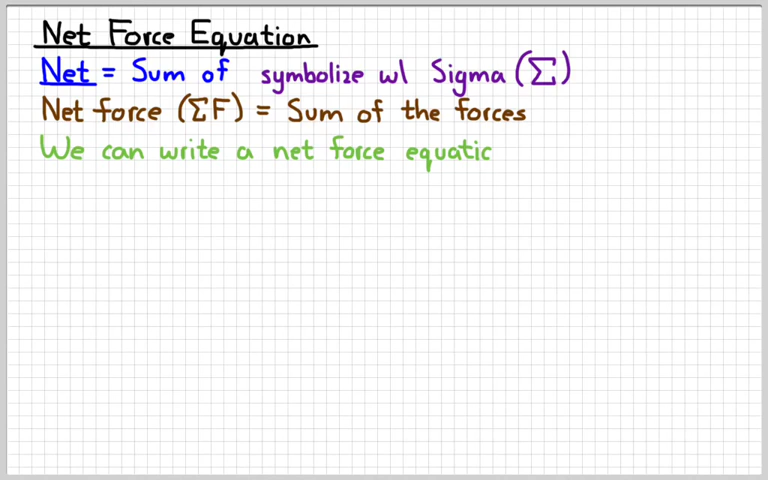 Net Force Equation
Net = Sum of symbolize w/ Sigma (Σ)
Net force (ΣF) = Sum of the forces
We can write a net force equatic